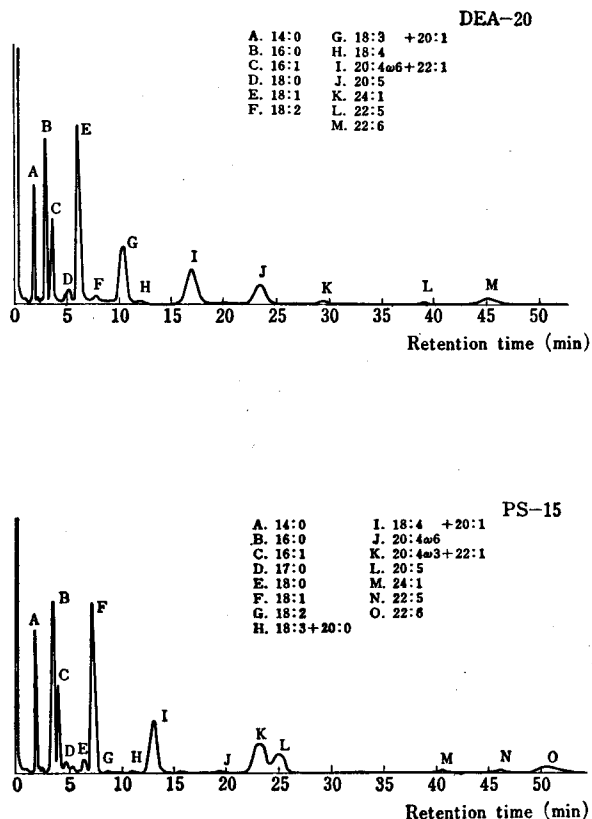 DEA-20
A. 14:0 G. 18:3 +20:1
B. 16:0 H. 18:4
C. 16:1 I. 20:4ω6+22:1
D. 18:0 J. 20:5
E. 18:1 K. 24:1
F. 18:2 L. 22:5
M. 22:6
A
B
C
D
E
F
G
H
I
J
K
L
M
0 5 10 15 20 25 30 35 40 45 50
Retention time (min)
PS-15
A. 14:0 I. 18:4 +20:1
B. 16:0 J. 20:4ω6
C. 16:1 K. 20:4ω3+22:1
D. 17:0 L. 20:5
E. 18:0 M. 24:1
F. 18:1 N. 22:5
G. 18:2 O. 22:6
H. 18:3+20:0
A
B
C
D
E
F
G
H
I
J
K
L
M
N
O
0 5 10 15 20 25 30 35 40 45 50
Retention time (min)